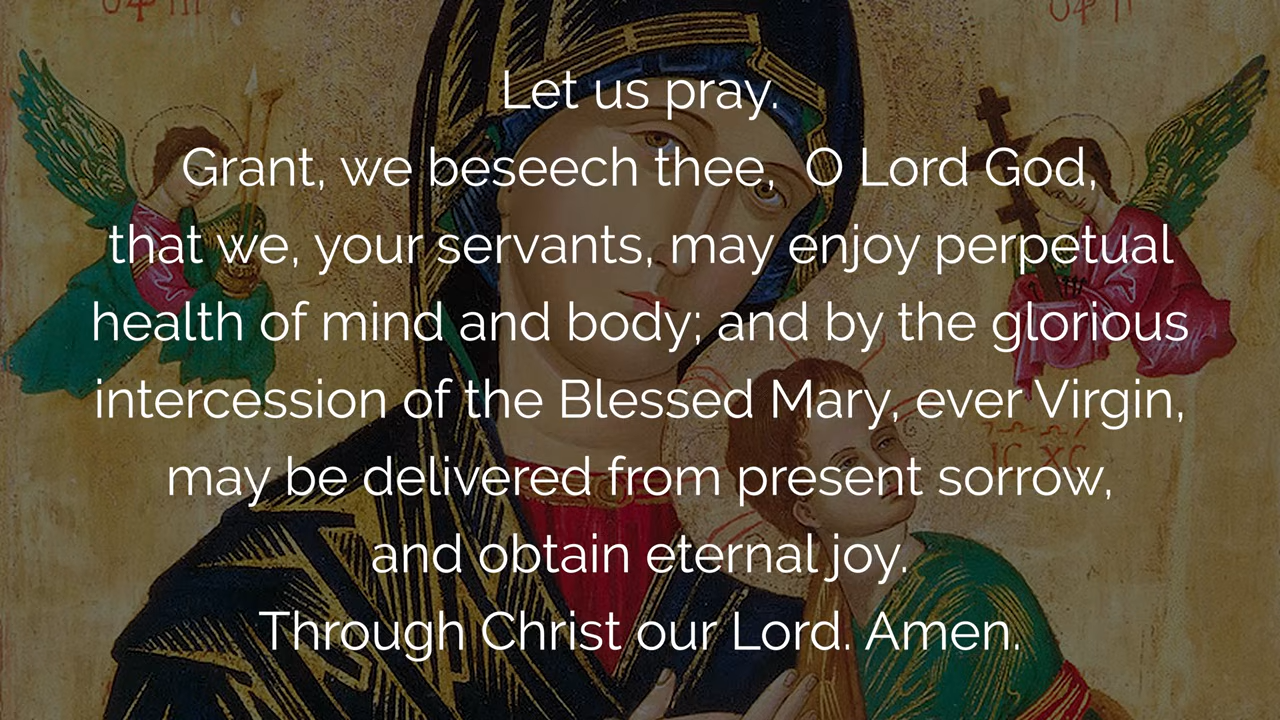 Let us pray.
Grant, we beseech thee, O Lord God,
that we, your servants, may enjoy perpetual
health of mind and body; and by the glorious
intercession of the Blessed Mary, ever Virgin,
may be delivered from present sorrow,
and obtain eternal joy.
Through Christ our Lord. Amen.
IC XC